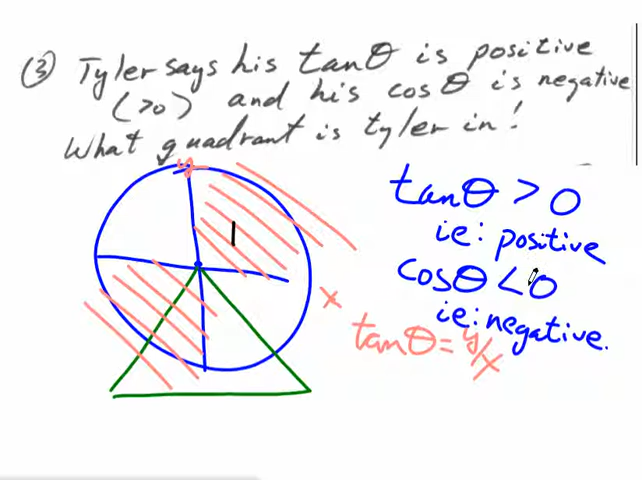 ③ Tyler says his tanθ is positive
(>0) and his cosθ is negative
What quadrant is tyler in!
y
1
x
tanθ > 0
ie: positive
cosθ < 0
ie: negative.
tanθ = y/x